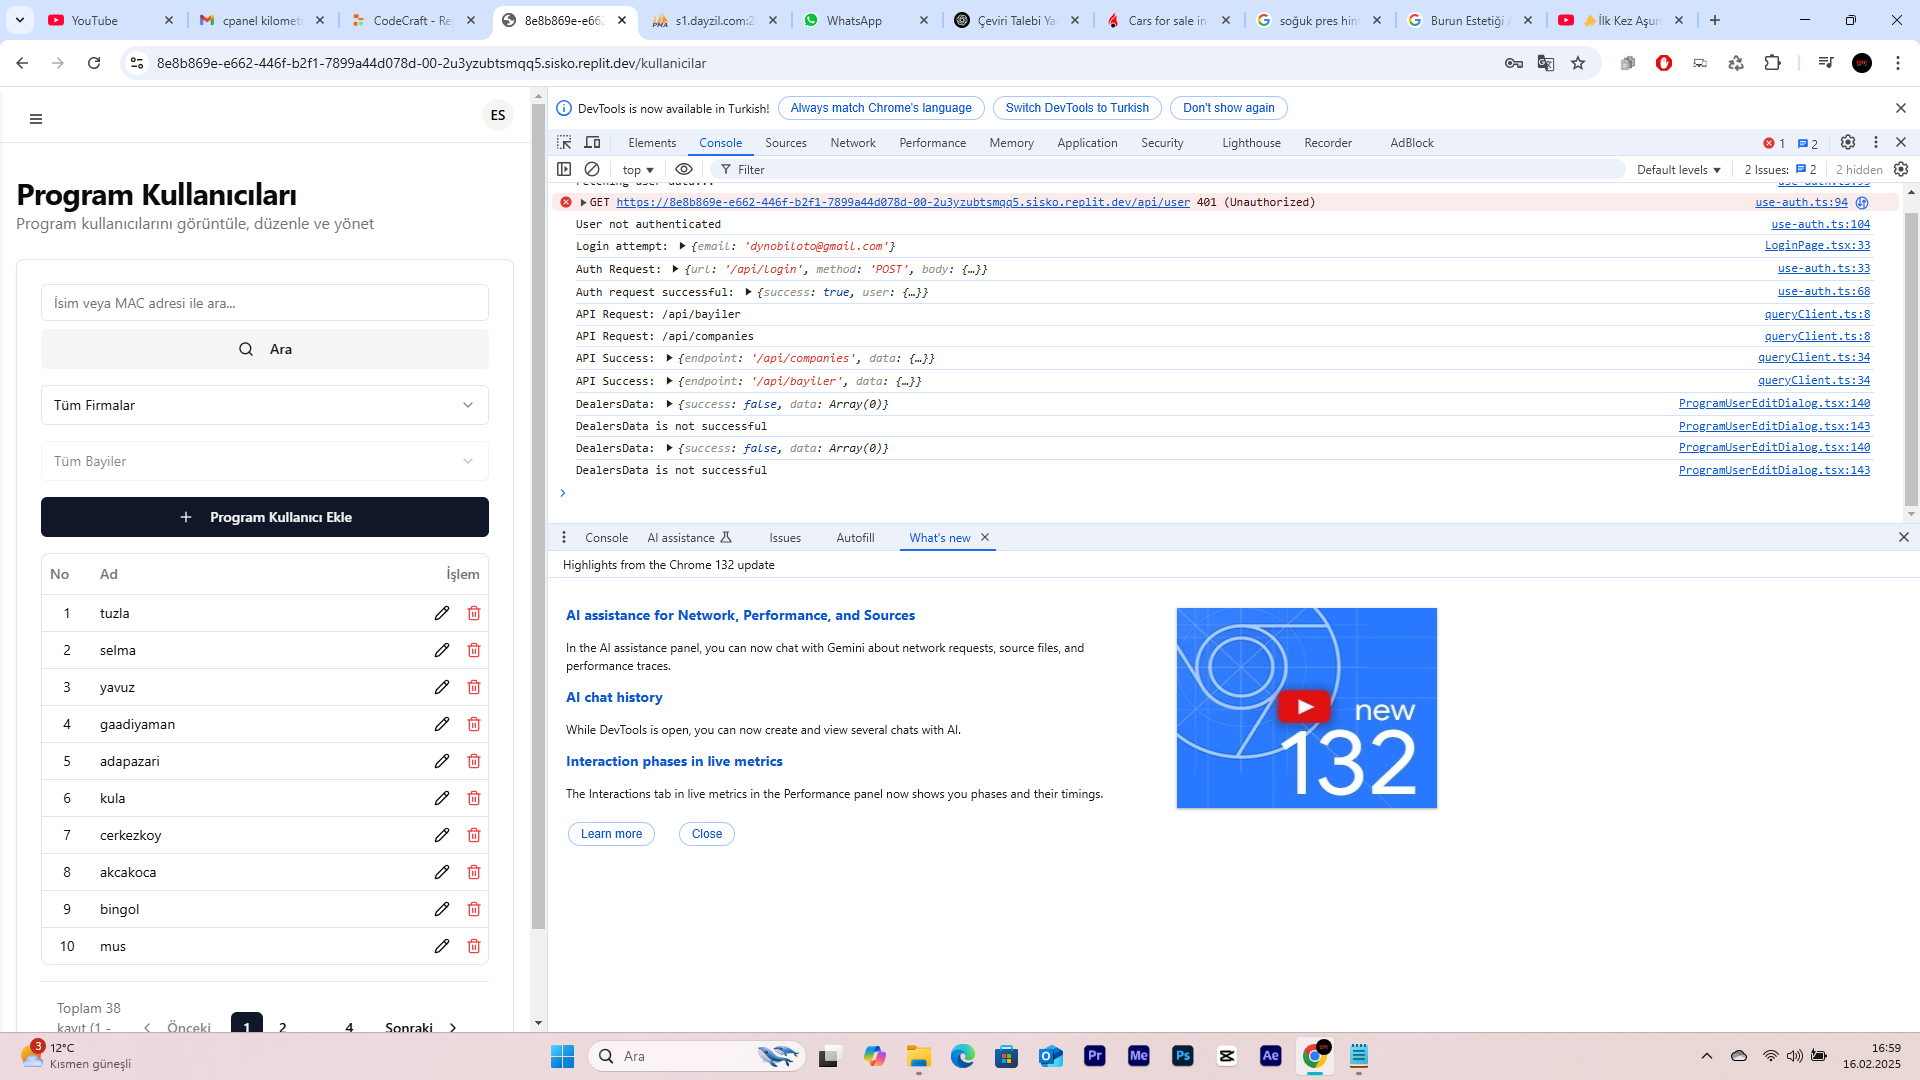 YouTube
cpanel kilomet
CodeCraft - Re
8e8b869e-e662
s1.dayzil.com:2
WhatsApp
Çeviri Talebi Ya
Cars for sale in
soğuk pres hin
Burun Estetiği
İlk Kez Aşur
8e8b869e-e662-446f-b2f1-7899a44d078d-00-2u3yzubtsmqq5.sisko.replit.dev/kullanicilar
ES
Program Kullanıcıları
Program kullanıcılarını görüntüle, düzenle ve yönet
İsim veya MAC adresi ile ara...
Ara
Tüm Firmalar
Tüm Bayiler
Program Kullanıcı Ekle
No Ad İşlem
1 tuzla
2 selma
3 yavuz
4 gaadiyaman
5 adapazari
6 kula
7 cerkezkoy
8 akcakoca
9 bingol
10 mus
Toplam 38
kayıt (1 -
Önceki 1 2 4 Sonraki
DevTools is now available in Turkish! Always match Chrome's language Switch DevTools to Turkish Don't show again
Elements Console Sources Network Performance Memory Application Security Lighthouse Recorder AdBlock 1 2
top Filter Default levels 2 Issues: 2 2 hidden
Fetching user data... use-auth.ts:93
GET https://8e8b869e-e662-446f-b2f1-7899a44d078d-00-2u3yzubtsmqq5.sisko.replit.dev/api/user 401 (Unauthorized) use-auth.ts:94
User not authenticated use-auth.ts:104
Login attempt: {email: 'dynobiloto@gmail.com'} LoginPage.tsx:33
Auth Request: {url: '/api/login', method: 'POST', body: {…}} use-auth.ts:33
Auth request successful: {success: true, user: {…}} use-auth.ts:68
API Request: /api/bayiler queryClient.ts:8
API Request: /api/companies queryClient.ts:8
API Success: {endpoint: '/api/companies', data: {…}} queryClient.ts:34
API Success: {endpoint: '/api/bayiler', data: {…}} queryClient.ts:34
DealersData: {success: false, data: Array(0)} ProgramUserEditDialog.tsx:140
DealersData is not successful ProgramUserEditDialog.tsx:143
DealersData: {success: false, data: Array(0)} ProgramUserEditDialog.tsx:140
DealersData is not successful ProgramUserEditDialog.tsx:143
Console AI assistance Issues Autofill What's new
Highlights from the Chrome 132 update
AI assistance for Network, Performance, and Sources
In the AI assistance panel, you can now chat with Gemini about network requests, source files, and
performance traces.
AI chat history
While DevTools is open, you can now create and view several chats with AI.
Interaction phases in live metrics
The Interactions tab in live metrics in the Performance panel now shows you phases and their timings.
Learn more Close
new
132
3
12°C
Kısmen güneşli
Ara
Pr Me Ps Ae
16:59
16.02.2025